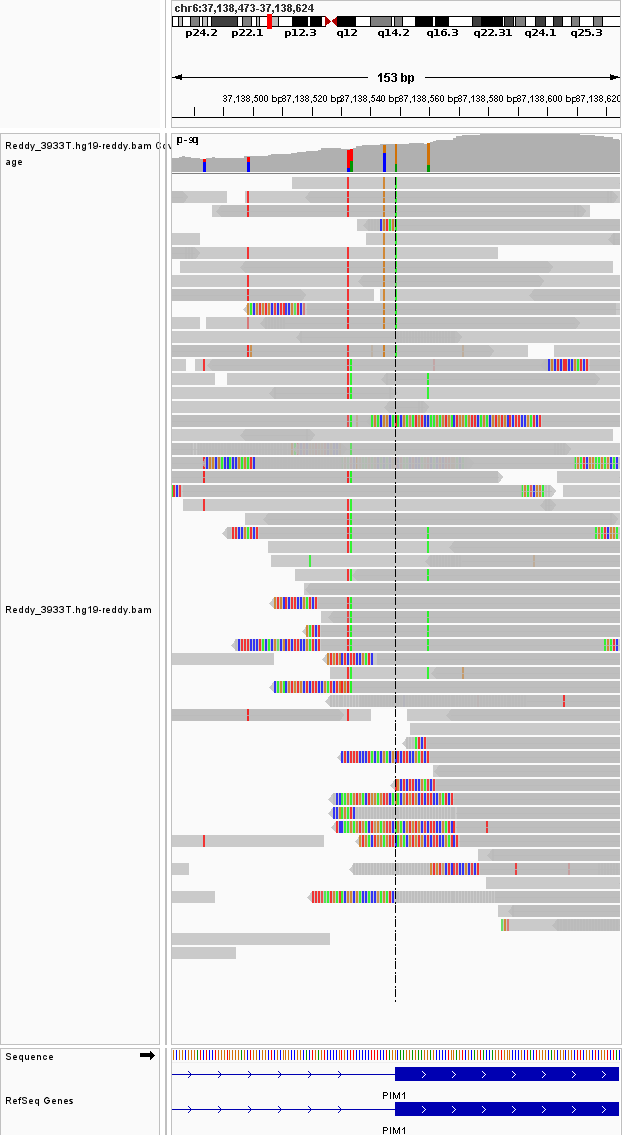 chr6:37,138,473-37,138,624
p24.2 p22.1 p12.3 q12 q14.2 q16.3 q22.31 q24.1 q25.3
153 bp
37,138,500 bp 37,138,520 bp 37,138,540 bp 37,138,560 bp 37,138,580 bp 37,138,600 bp 37,138,620
Reddy_3933T.hg19-reddy.bam Cov
age
Reddy_3933T.hg19-reddy.bam
Sequence
RefSeq Genes
PIM1
PIM1